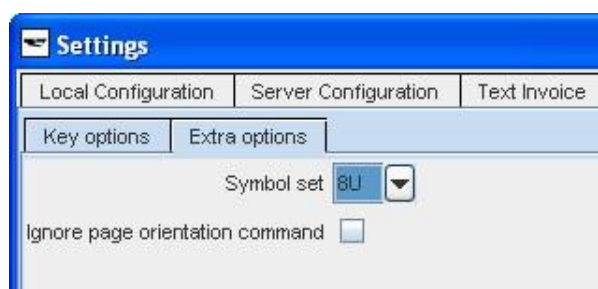 Settings
Local Configuration Server Configuration Text Invoice
Key options Extra options
Symbol set 8U
Ignore page orientation command